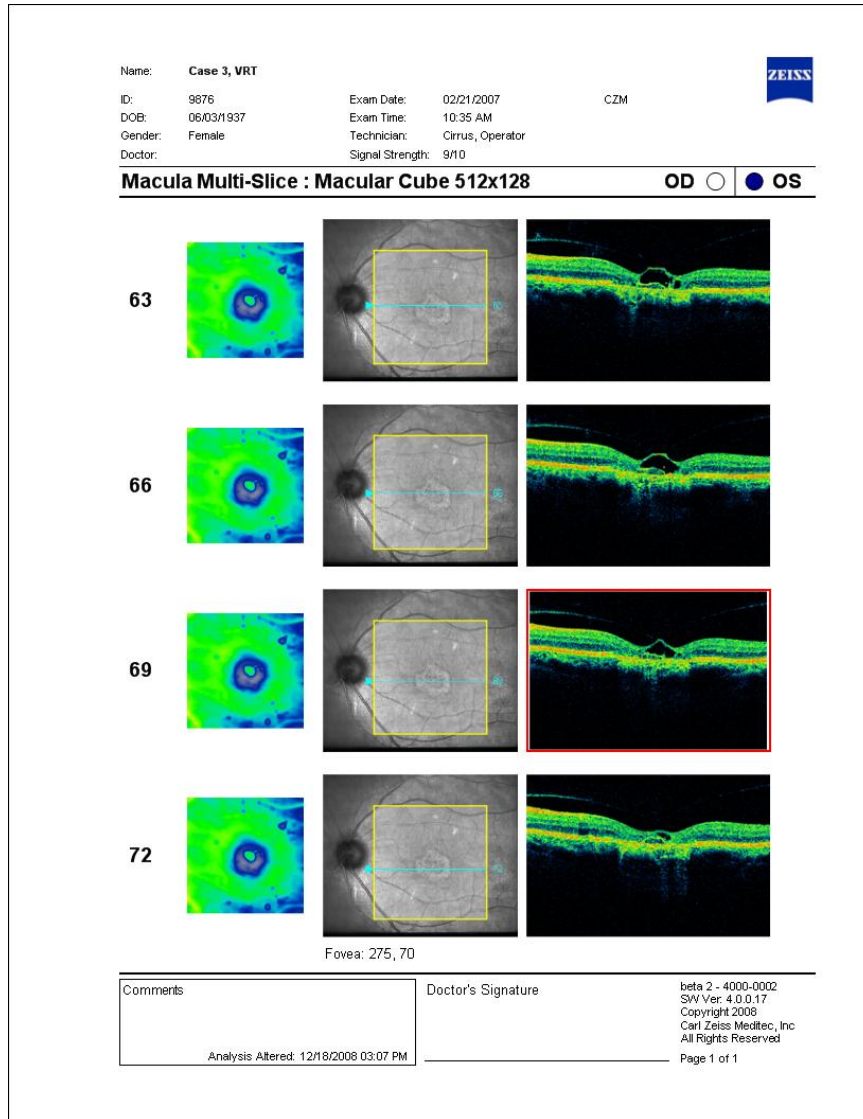 Name: Case 3, VRT
ZEISS
ID: 9876 Exam Date: 02/21/2007 CZM
DOB: 06/03/1937 Exam Time: 10:35 AM
Gender: Female Technician: Cirrus, Operator
Doctor: Signal Strength: 9/10
Macula Multi-Slice : Macular Cube 512x128 OD OS
63
66
69
72
Fovea: 275, 70
Comments
Analysis Altered: 12/18/2008 03:07 PM
Doctor's Signature
beta 2 - 4000-0002
SW Ver: 4.0.0.17
Copyright 2008
Carl Zeiss Meditec, Inc
All Rights Reserved
Page 1 of 1